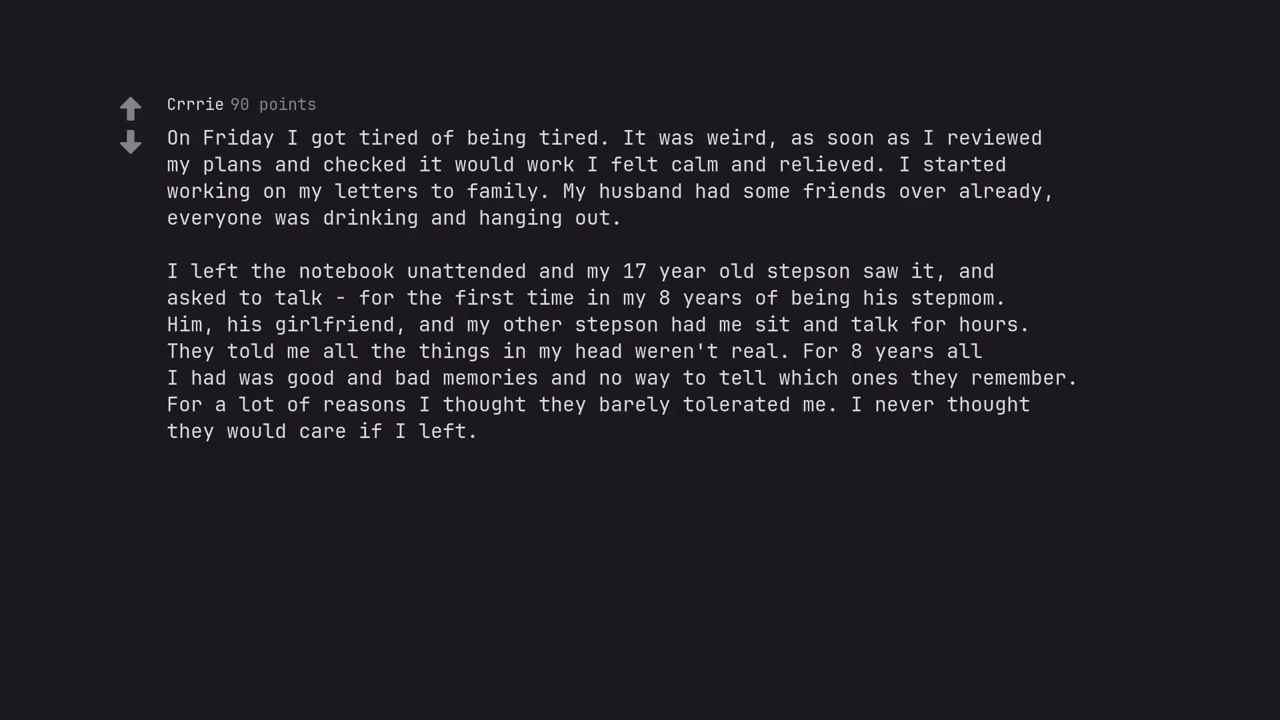 Crrrie 90 points
On Friday I got tired of being tired. It was weird, as soon as I reviewed
my plans and checked it would work I felt calm and relieved. I started
working on my letters to family. My husband had some friends over already,
everyone was drinking and hanging out.
I left the notebook unattended and my 17 year old stepson saw it, and
asked to talk - for the first time in my 8 years of being his stepmom.
Him, his girlfriend, and my other stepson had me sit and talk for hours.
They told me all the things in my head weren't real. For 8 years all
I had was good and bad memories and no way to tell which ones they remember.
For a lot of reasons I thought they barely tolerated me. I never thought
they would care if I left.